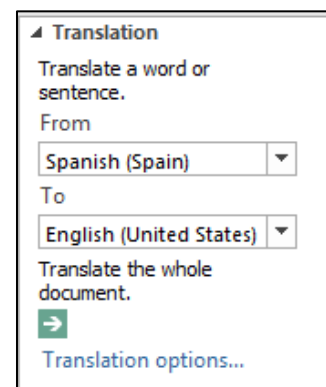 Translation
Translate a word or
sentence.
From
Spanish (Spain)
To
English (United States)
Translate the whole
document.
Translation options...